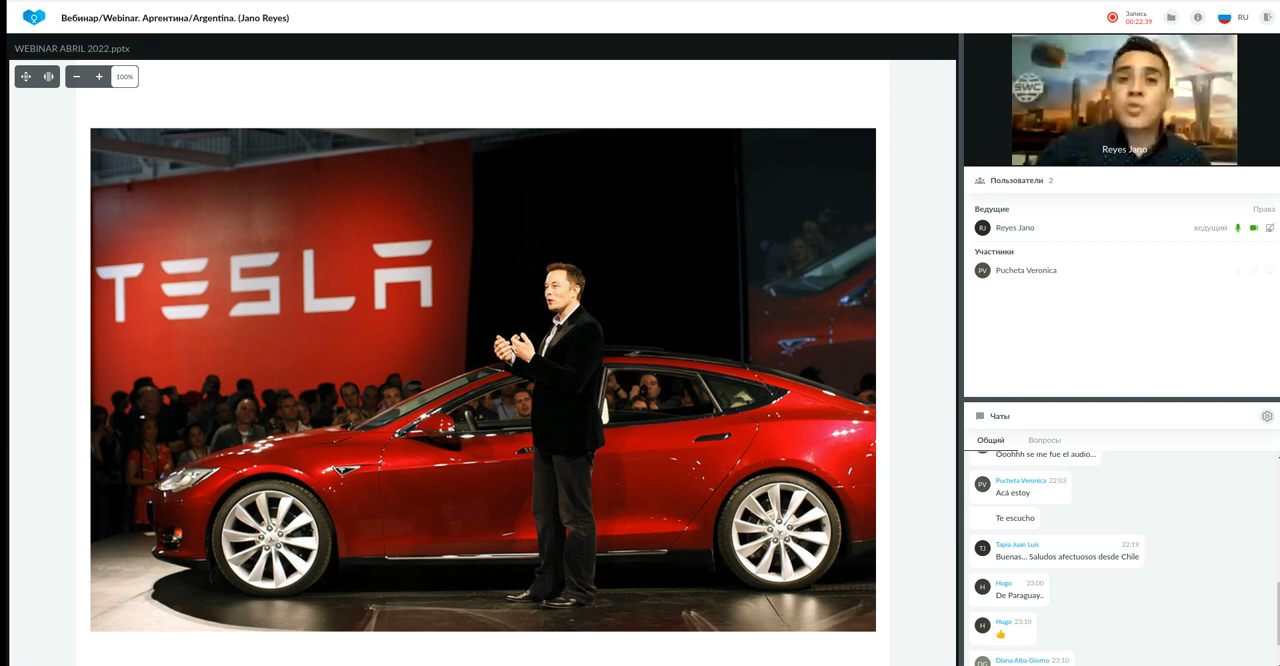 Вебинар/Webinar. Аргентина/Argentina. (Jano Reyes)
Запись
00:22:39
RU
WEBINAR ABRIL 2022.pptx
100%
TESLA
SWC
Reyes Jano
Пользователи 2
Ведущие
Права
RJ
Reyes Jano
ведущий
Участники
PV
Pucheta Veronica
Чаты
Общий
Вопросы
Ooohhh se me fue el audio...
PV
Pucheta Veronica 22:03
Acá estoy
Te escucho
TJ
Tapia Juan Luis 22:19
Buenas... Saludos afectuosos desde Chile
H
Hugo 23:00
De Paraguay..
H
Hugo 23:10
👍
DG
Diana Alba Giorno 23:10